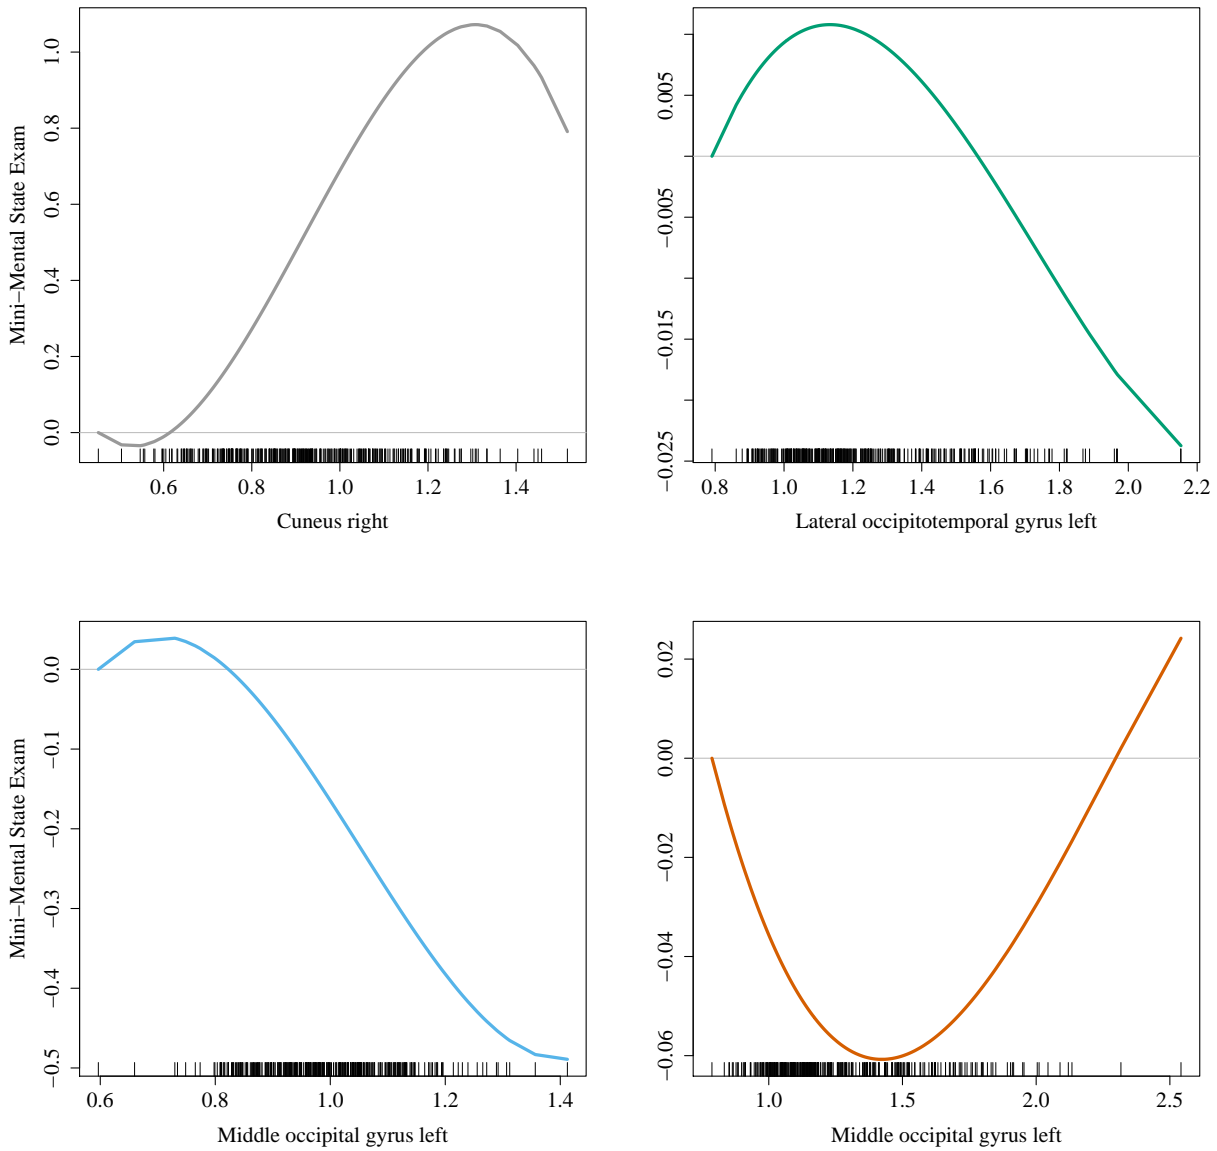 Mini−Mental State Exam
0.0 0.2 0.4 0.6 0.8 1.0
0.6 0.8 1.0 1.2 1.4
Cuneus right
−0.025 −0.015 −0.005 0.005
0.8 1.0 1.2 1.4 1.6 1.8 2.0 2.2
Lateral occipitotemporal gyrus left
Mini−Mental State Exam
−0.5 −0.4 −0.3 −0.2 −0.1 0.0
0.6 0.8 1.0 1.2 1.4
Middle occipital gyrus left
−0.06 −0.04 −0.02 0.00 0.02
1.0 1.5 2.0 2.5
Middle occipital gyrus left